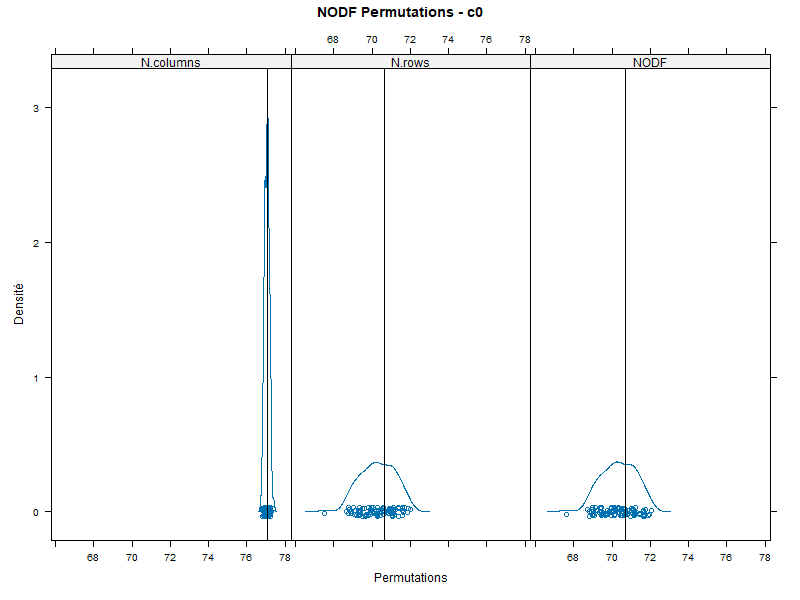 NODF Permutations - c0
68 70 72 74 76 78
N.columns N.rows NODF
3
2
1
0
Densité
68 70 72 74 76 78 68 70 72 74 76 78
Permutations